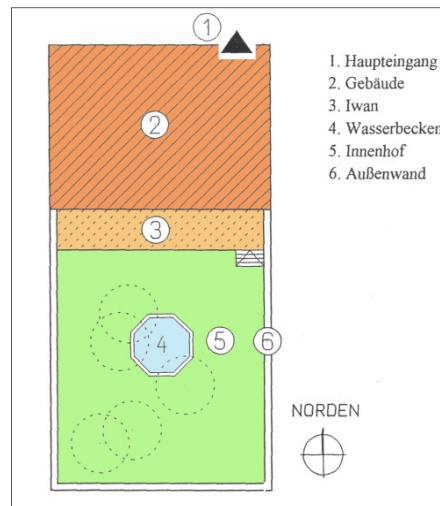 1
1. Haupteingang
2. Gebäude
3. Iwan
4. Wasserbecken
5. Innenhof
6. Außenwand
2
3
4
5
6
NORDEN